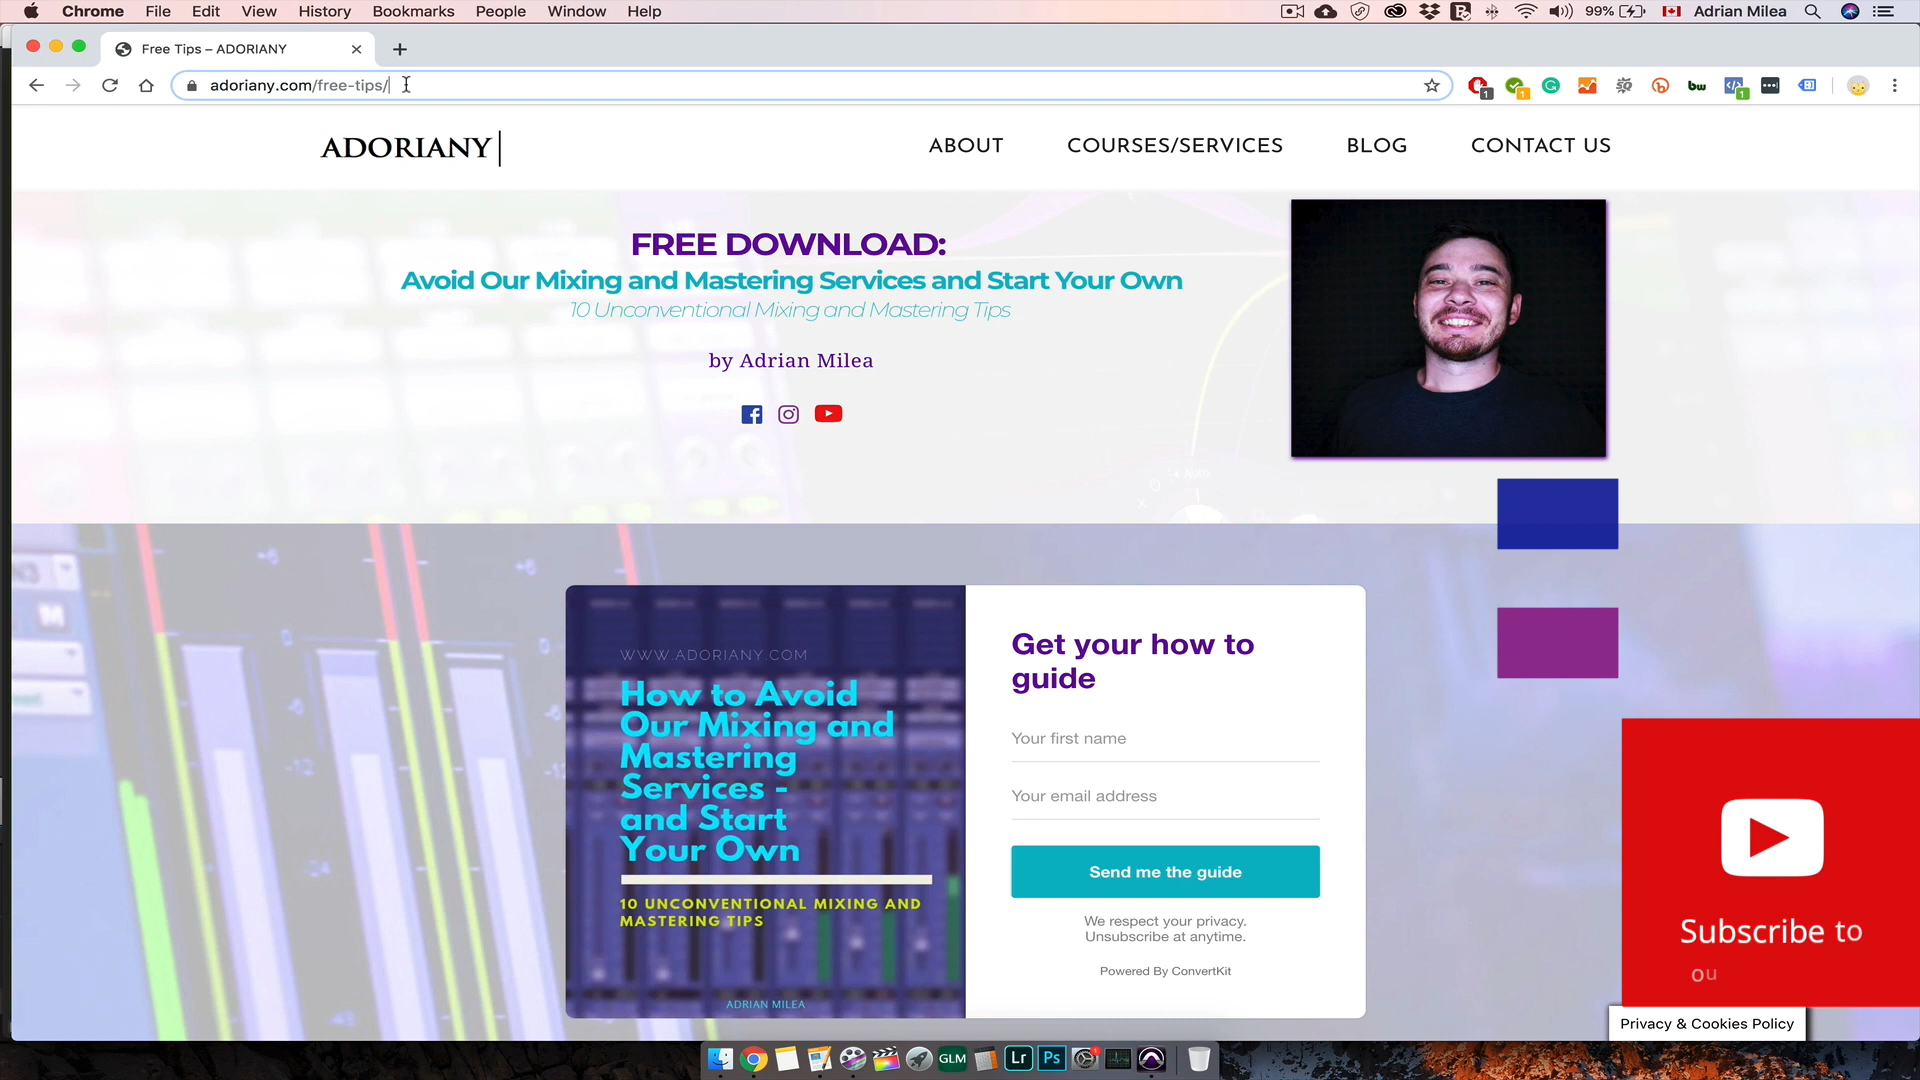 Chrome File Edit View History Bookmarks People Window Help
99% Adrian Milea
Free Tips – ADORIANY
adoriany.com/free-tips/
ADORIANY
ABOUT COURSES/SERVICES BLOG CONTACT US
FREE DOWNLOAD:
Avoid Our Mixing and Mastering Services and Start Your Own
10 Unconventional Mixing and Mastering Tips
by Adrian Milea
WWW.ADORIANY.COM
How to Avoid
Our Mixing and
Mastering
Services -
and Start
Your Own
10 UNCONVENTIONAL MIXING AND
MASTERING TIPS
ADRIAN MILEA
Get your how to
guide
Your first name
Your email address
Send me the guide
We respect your privacy.
Unsubscribe at anytime.
Powered By ConvertKit
Subscribe to
ou
Privacy & Cookies Policy
GLM Lr Ps